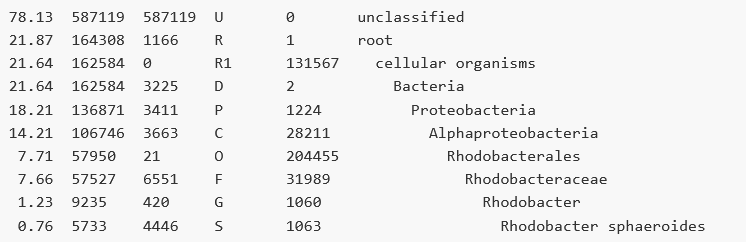 78.13 587119 587119 U 0 unclassified
21.87 164308 1166 R 1 root
21.64 162584 0 R1 131567 cellular organisms
21.64 162584 3225 D 2 Bacteria
18.21 136871 3411 P 1224 Proteobacteria
14.21 106746 3663 C 28211 Alphaproteobacteria
7.71 57950 21 O 204455 Rhodobacterales
7.66 57527 6551 F 31989 Rhodobacteraceae
1.23 9235 420 G 1060 Rhodobacter
0.76 5733 4446 S 1063 Rhodobacter sphaeroides